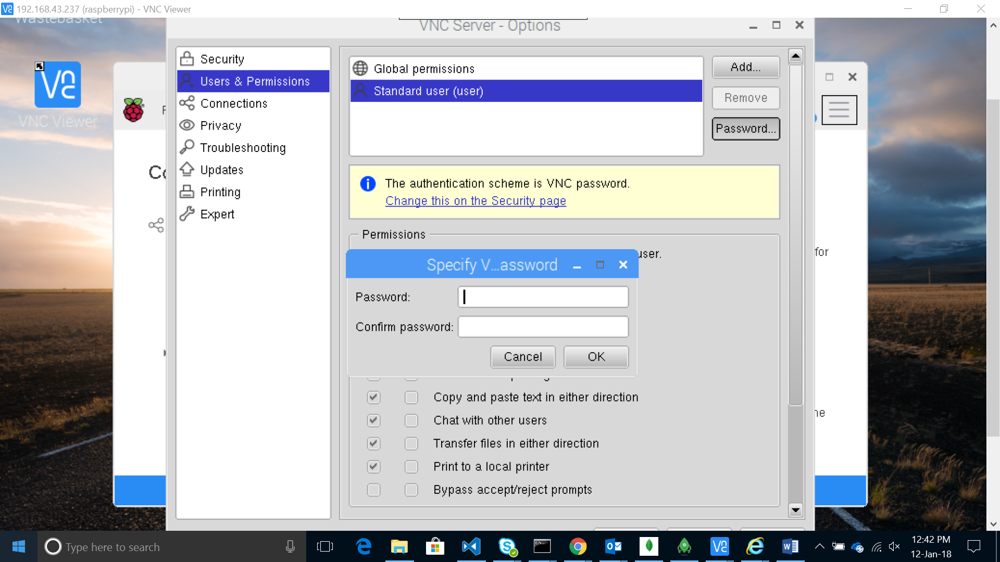 192.168.43.237 (raspberrypi) - VNC Viewer
Wastebasket
VNC Server - Options
VNC Viewer
Security
Users & Permissions
Connections
Privacy
Troubleshooting
Updates
Printing
Expert
Global permissions
Standard user (user)
Add...
Remove
Password...
The authentication scheme is VNC password.
Change this on the Security page
Permissions
user.
for
Specify V...assword
Password:
Confirm password:
Cancel
OK
Copy and paste text in either direction
Chat with other users
Transfer files in either direction
Print to a local printer
Bypass accept/reject prompts
Type here to search
12:42 PM
12-Jan-18